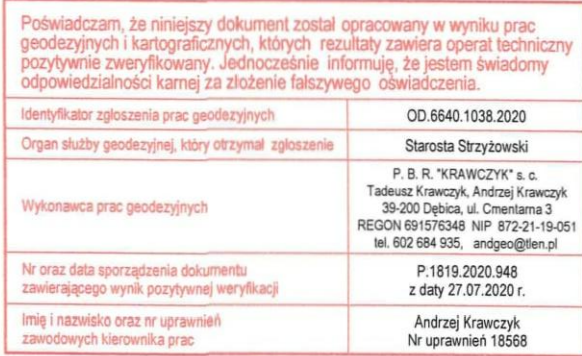 Poświadczam, że niniejszy dokument został opracowany w wyniku prac
geodezyjnych i kartograficznych, których rezultaty zawiera operat techniczny
pozytywnie zweryfikowany. Jednocześnie informuję, że jestem świadomy
odpowiedzialności karnej za złożenie fałszywego oświadczenia.
Identyfikator zgłoszenia prac geodezyjnych OD.6640.1038.2020
Organ służby geodezyjnej, który otrzymał zgłoszenie Starosta Strzyżowski
Wykonawca prac geodezyjnych
P. B. R. "KRAWCZYK" s. c.
Tadeusz Krawczyk, Andrzej Krawczyk
39-200 Dębica, ul. Cmentarna 3
REGON 691576348 NIP 872-21-19-051
tel. 602 684 935, andgeo@tlen.pl
Nr oraz data sporządzenia dokumentu
zawierającego wynik pozytywnej weryfikacji
P.1819.2020.948
z daty 27.07.2020 r.
Imię i nazwisko oraz nr uprawnień
zawodowych kierownika prac
Andrzej Krawczyk
Nr uprawnień 18568